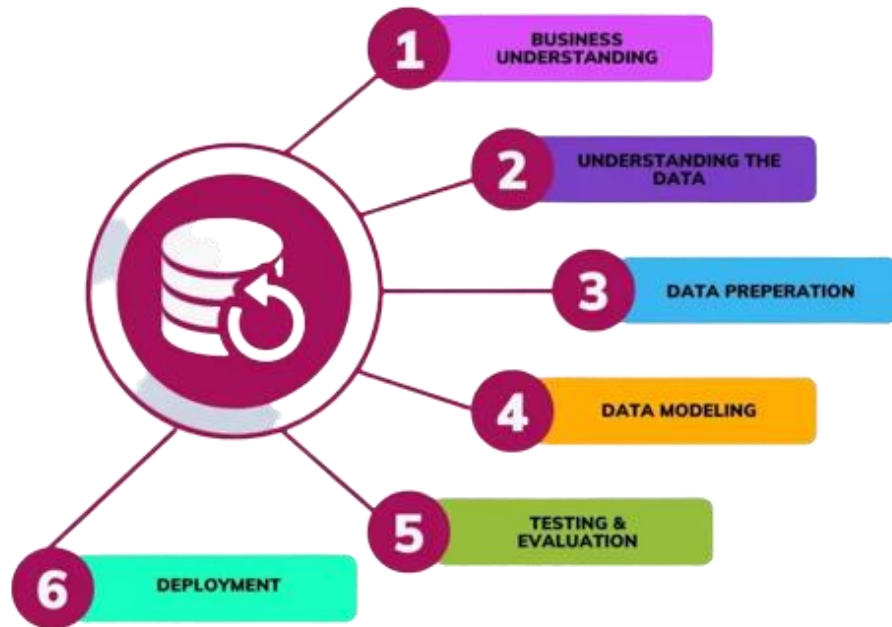 1
BUSINESS
UNDERSTANDING
2
UNDERSTANDING THE
DATA
3
DATA PREPERATION
4
DATA MODELING
5
TESTING &
EVALUATION
6
DEPLOYMENT